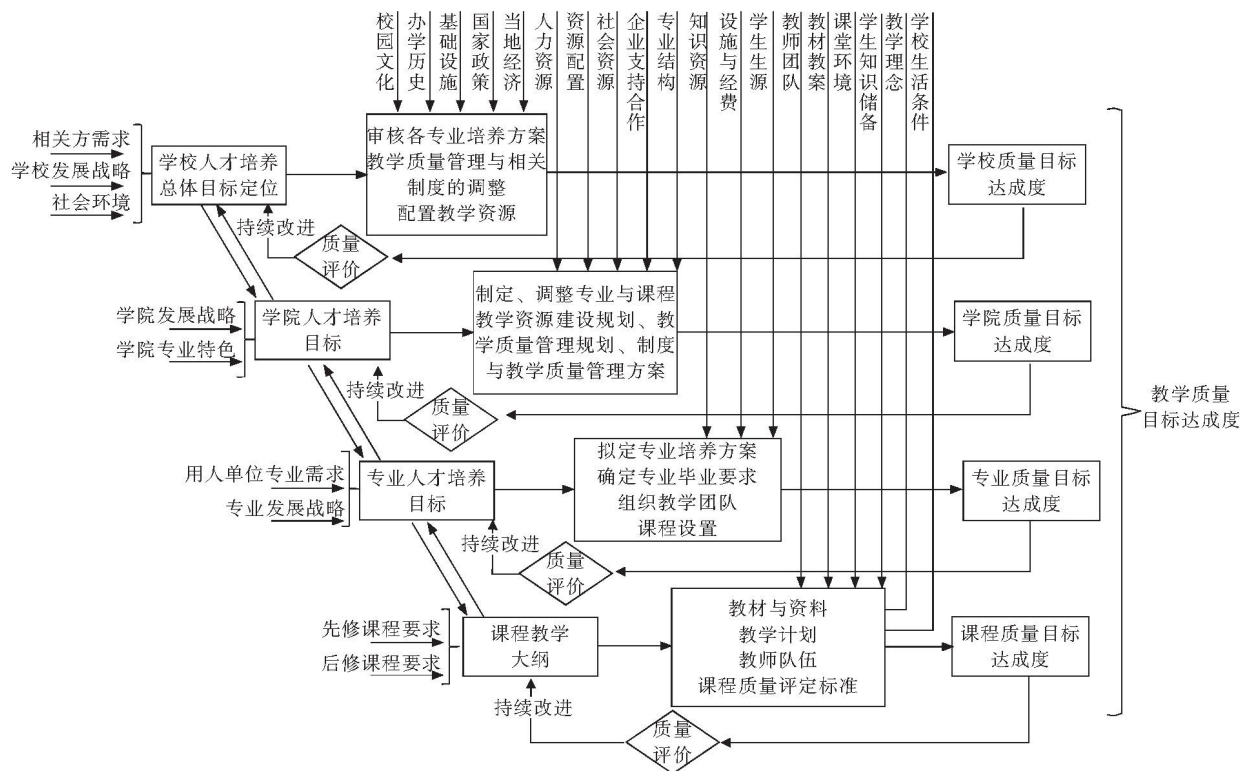 校园文化
办学历史
基础设施
国家政策
当地经济
人力资源
资源配置
社会资源
企业支持合作
专业结构
知识资源
设施与经费
学生生源
教师团队
教材教案
课堂环境
学生知识储备
教学理念
学校生活条件
相关方需求
学校发展战略
社会环境
学校人才培养
总体目标定位
审核各专业培养方案
教学质量管理与相关
制度的调整
配置教学资源
学校质量目标
达成度
持续改进
质量
评价
学院发展战略
学院专业特色
学院人才培养
目标
制定、调整专业与课程
教学资源建设规划、教
学质量管理规划、制度
与教学质量管理方案
学院质量目标
达成度
持续改进
质量
评价
教学质量
目标达成度
用人单位专业需求
专业发展战略
专业人才培养
目标
拟定专业培养方案
确定专业毕业要求
组织教学团队
课程设置
专业质量目标
达成度
持续改进
质量
评价
先修课程要求
后修课程要求
课程教学
大纲
教材与资料
教学计划
教师队伍
课程质量评定标准
课程质量目标
达成度
持续改进
质量
评价